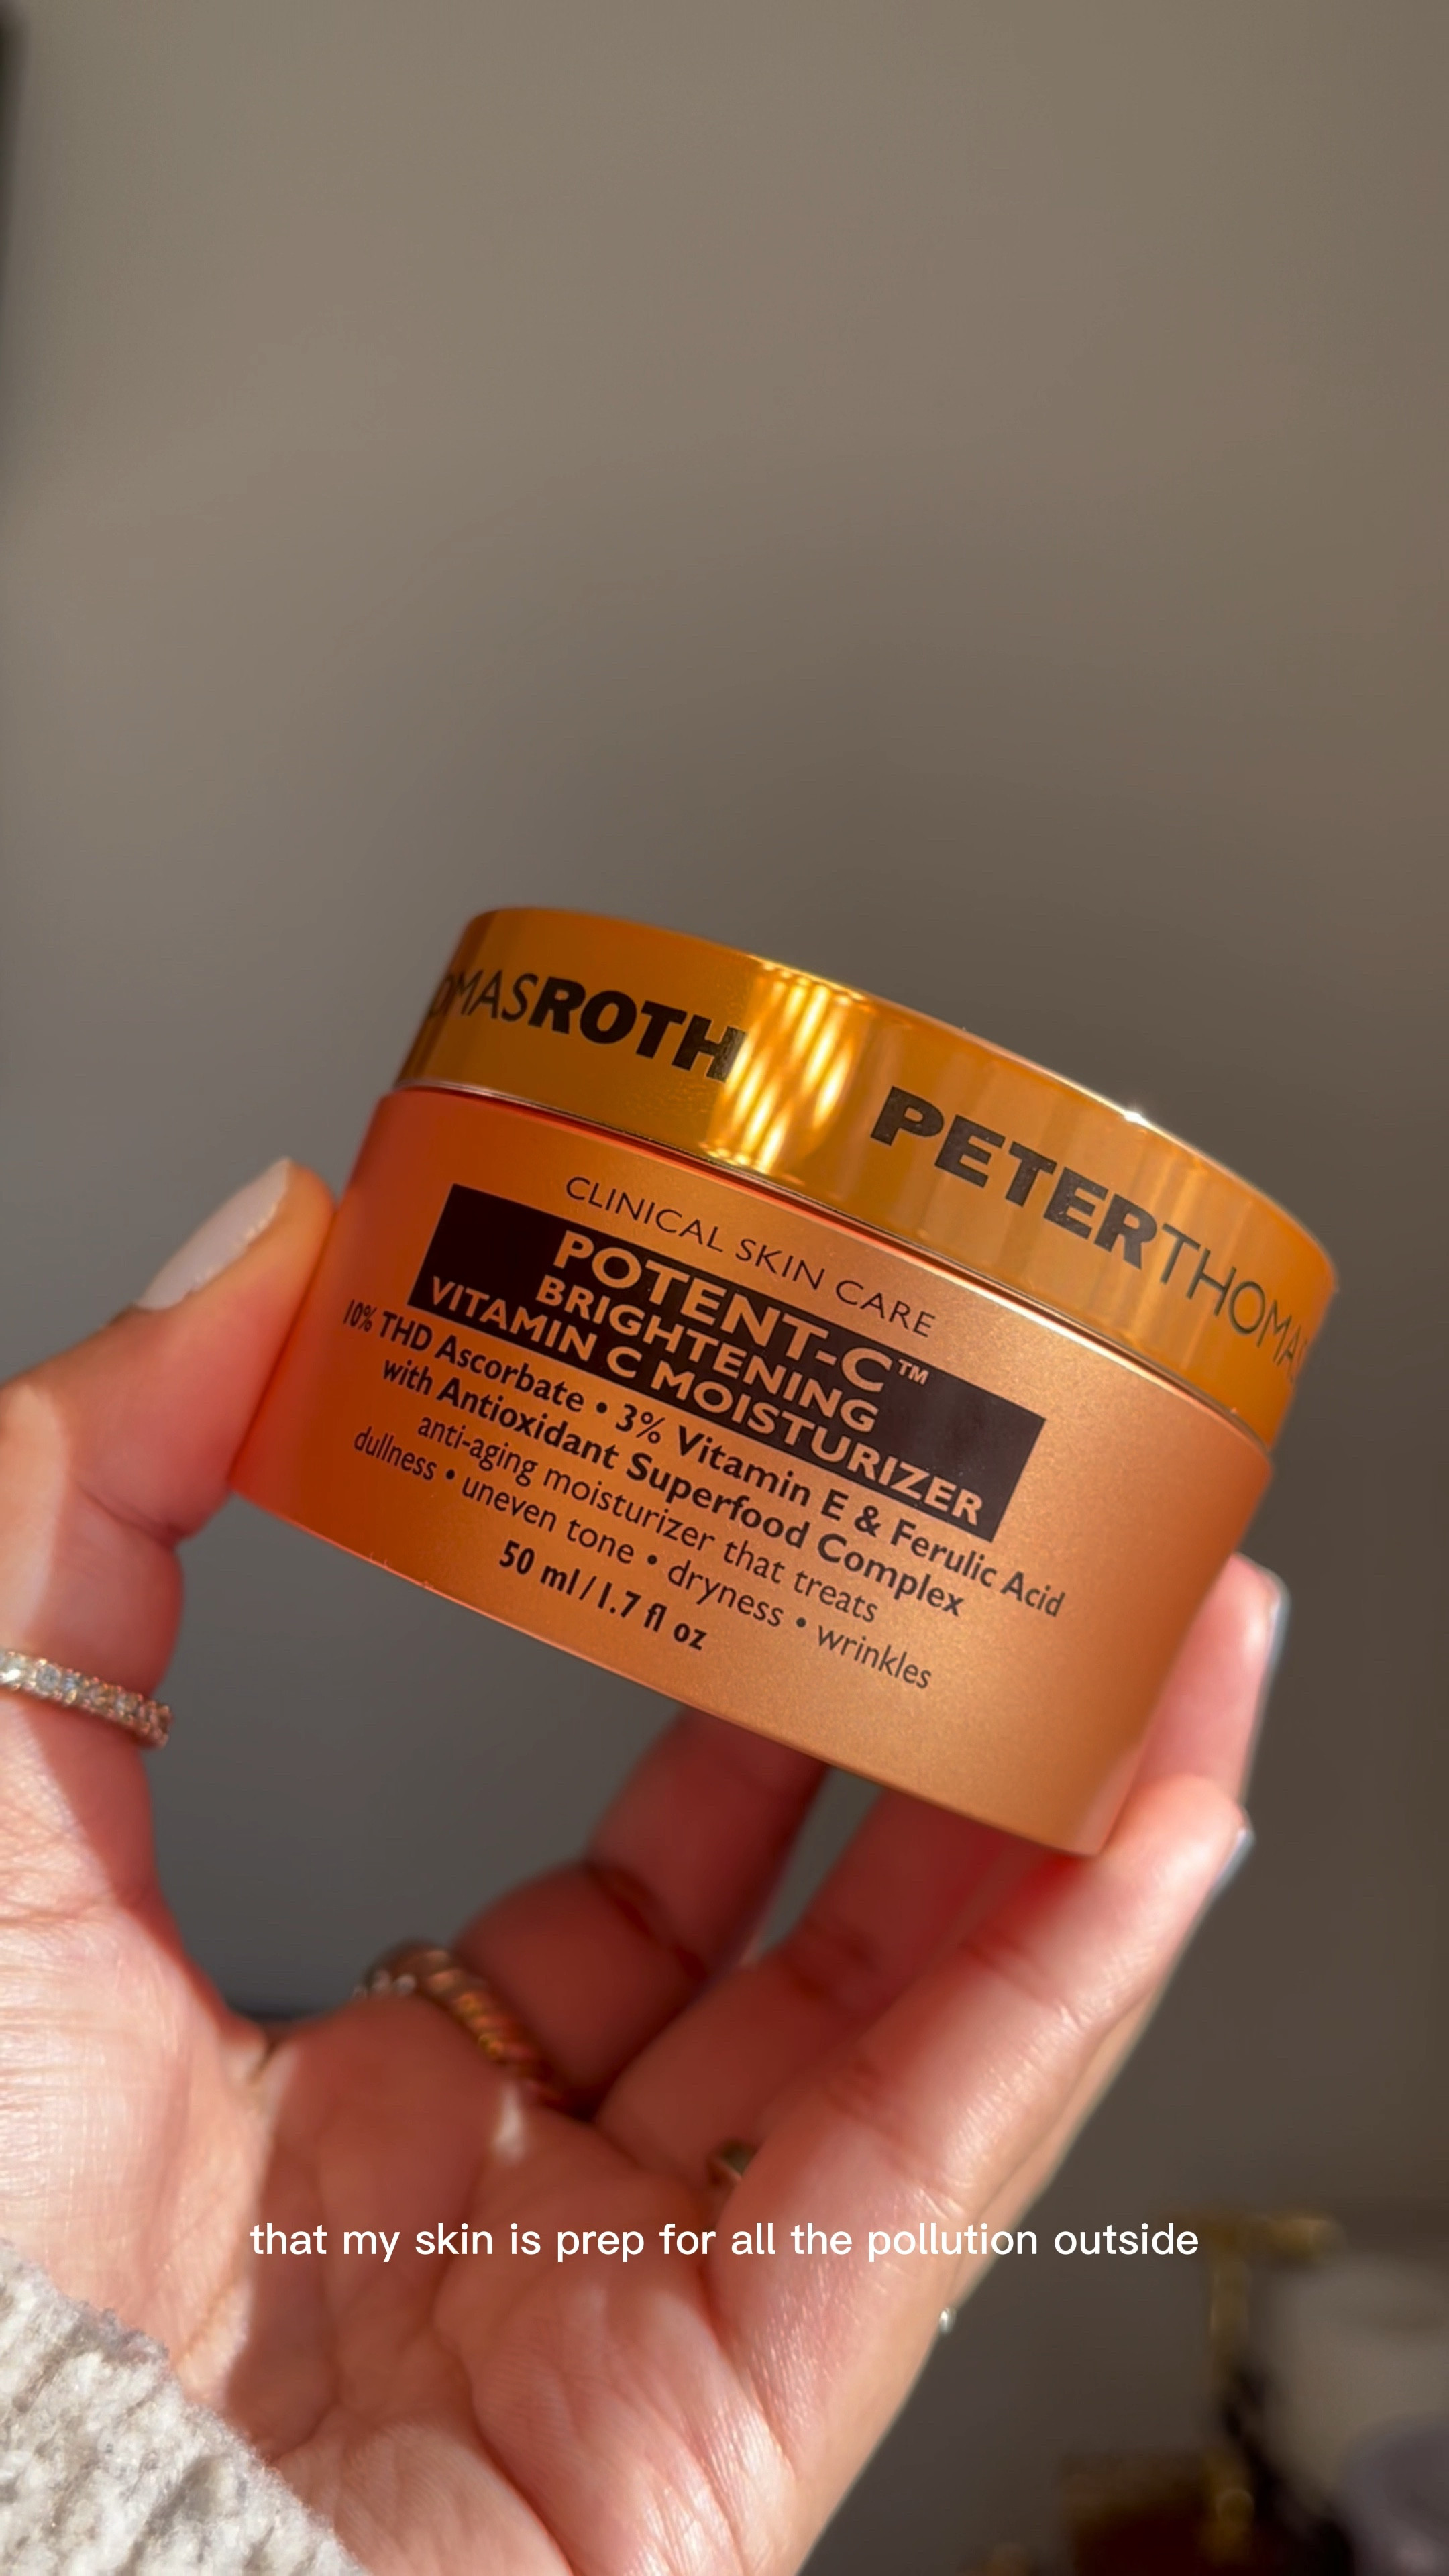 OMASROTH PETERTHOMAS
CLINICAL SKIN CARE
POTENT-C™
BRIGHTENING
VITAMIN C MOISTURIZER
10% THD Ascorbate • 3% Vitamin E & Ferulic Acid
with Antioxidant Superfood Complex
anti-aging moisturizer that treats
dullness • uneven tone • dryness • wrinkles
50 ml / 1.7 fl oz
that my skin is prep for all the pollution outside